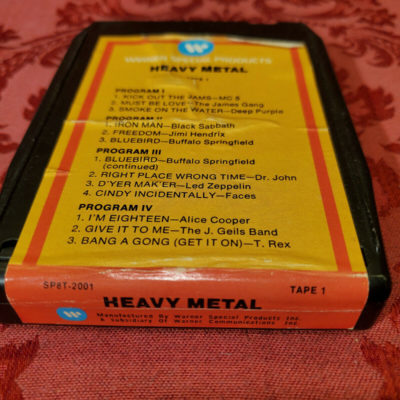 WARNER SPECIAL PRODUCTS
HEAVY METAL
TAPE 1
PROGRAM I
1. KICK OUT THE JAMS—MC 5
2. MUST BE LOVE—The James Gang
3. SMOKE ON THE WATER—Deep Purple
PROGRAM II
1. IRON MAN—Black Sabbath
2. FREEDOM—Jimi Hendrix
3. BLUEBIRD—Buffalo Springfield
PROGRAM III
1. BLUEBIRD—Buffalo Springfield
(continued)
2. RIGHT PLACE WRONG TIME—Dr. John
3. D'YER MAK'ER—Led Zeppelin
4. CINDY INCIDENTALLY—Faces
PROGRAM IV
1. I'M EIGHTEEN—Alice Cooper
2. GIVE IT TO ME—The J. Geils Band
3. BANG A GONG (GET IT ON)—T. Rex
SP8T-2001 TAPE 1
HEAVY METAL
Manufactured By Warner Special Products Inc.
A Subsidiary Of Warner Communications Inc.